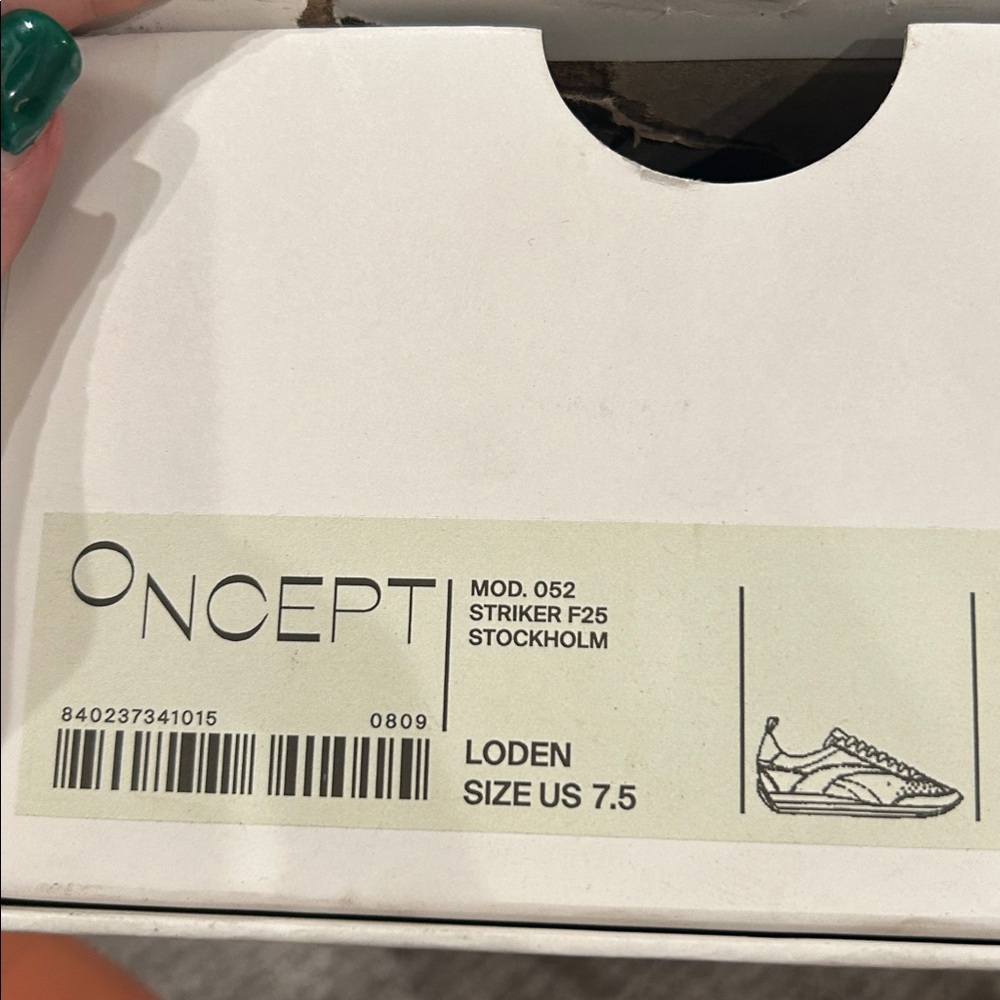 ONCEPT
MOD. 052
STRIKER F25
STOCKHOLM
840237341015 0809
LODEN
SIZE US 7.5